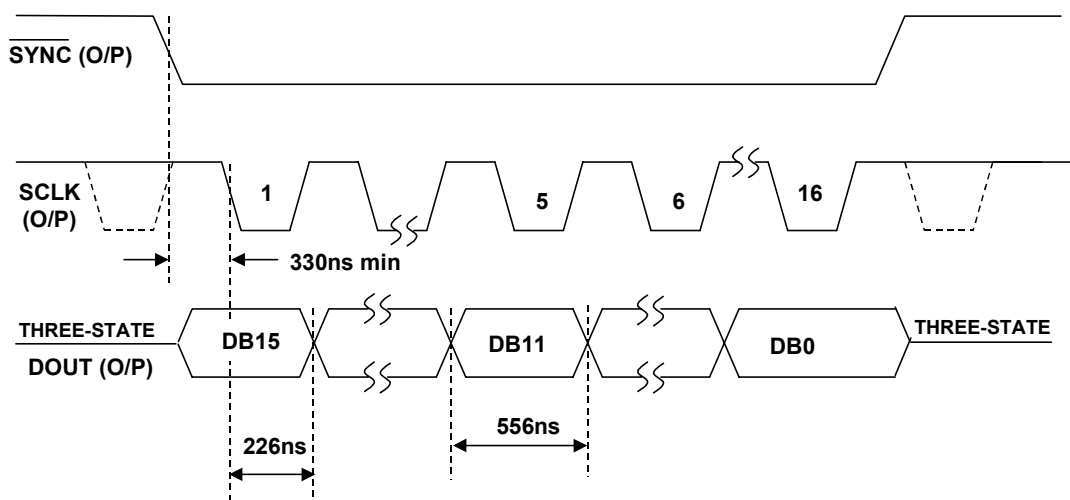 SYNC (O/P)
SCLK
(O/P)
1
5
6
16
330ns min
THREE-STATE
DOUT (O/P)
DB15
DB11
DB0
THREE-STATE
226ns
556ns